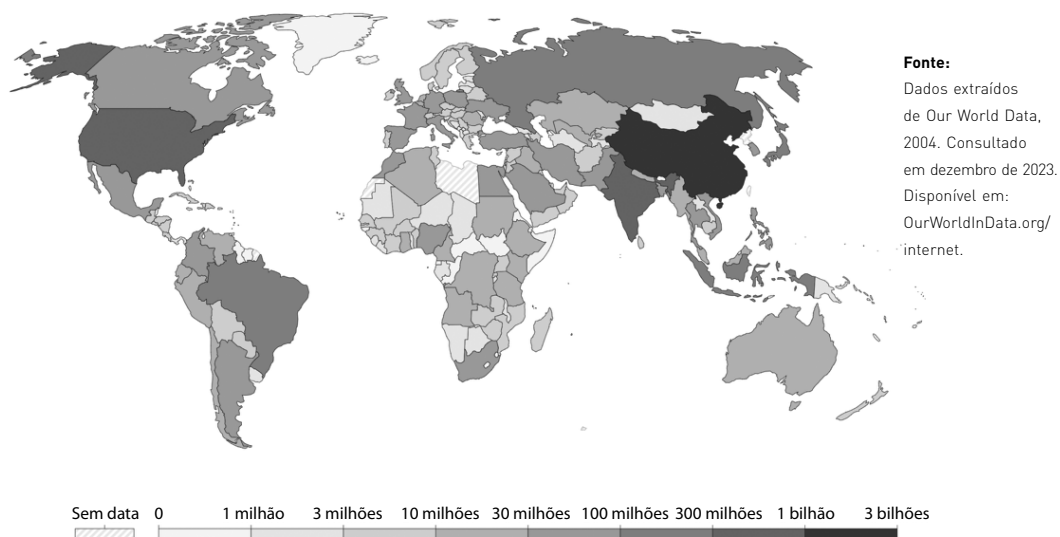 Fonte:
Dados extraídos
de Our World Data,
2004. Consultado
em dezembro de 2023.
Disponível em:
OurWorldInData.org/
internet.
Sem data 0 1 milhão 3 milhões 10 milhões 30 milhões 100 milhões 300 milhões 1 bilhão 3 bilhões